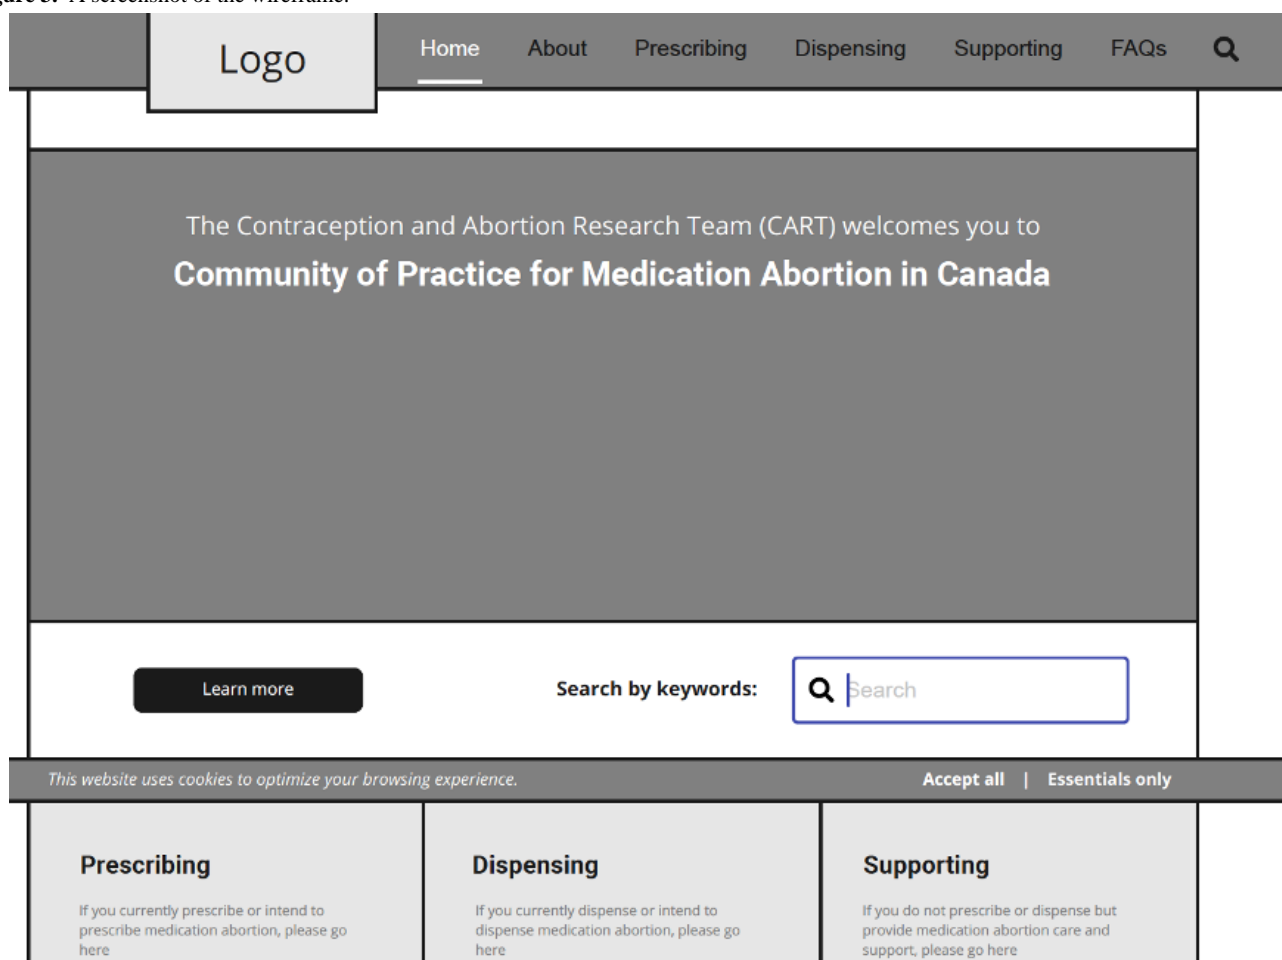 A screenshot of the wireframe.
Logo
Home About Prescribing Dispensing Supporting FAQs
The Contraception and Abortion Research Team (CART) welcomes you to
Community of Practice for Medication Abortion in Canada
Learn more
Search by keywords:
Search
This website uses cookies to optimize your browsing experience.
Accept all | Essentials only
Prescribing
If you currently prescribe or intend to
prescribe medication abortion, please go
here
Dispensing
If you currently dispense or intend to
dispense medication abortion, please go
here
Supporting
If you do not prescribe or dispense but
provide medication abortion care and
support, please go here